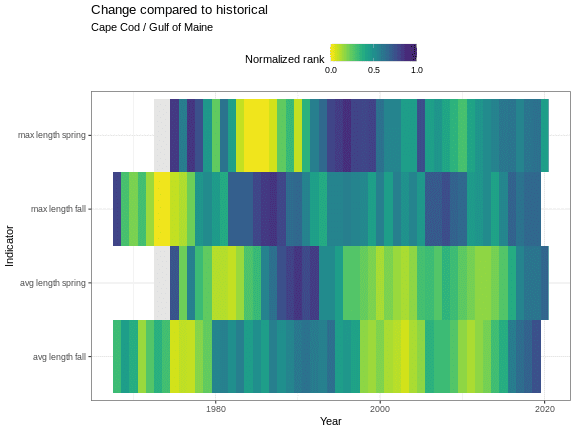 Change compared to historical
Cape Cod / Gulf of Maine
Normalized rank
0.0 0.5 1.0
max length spring
max length fall
avg length spring
avg length fall
Indicator
1980 2000 2020
Year